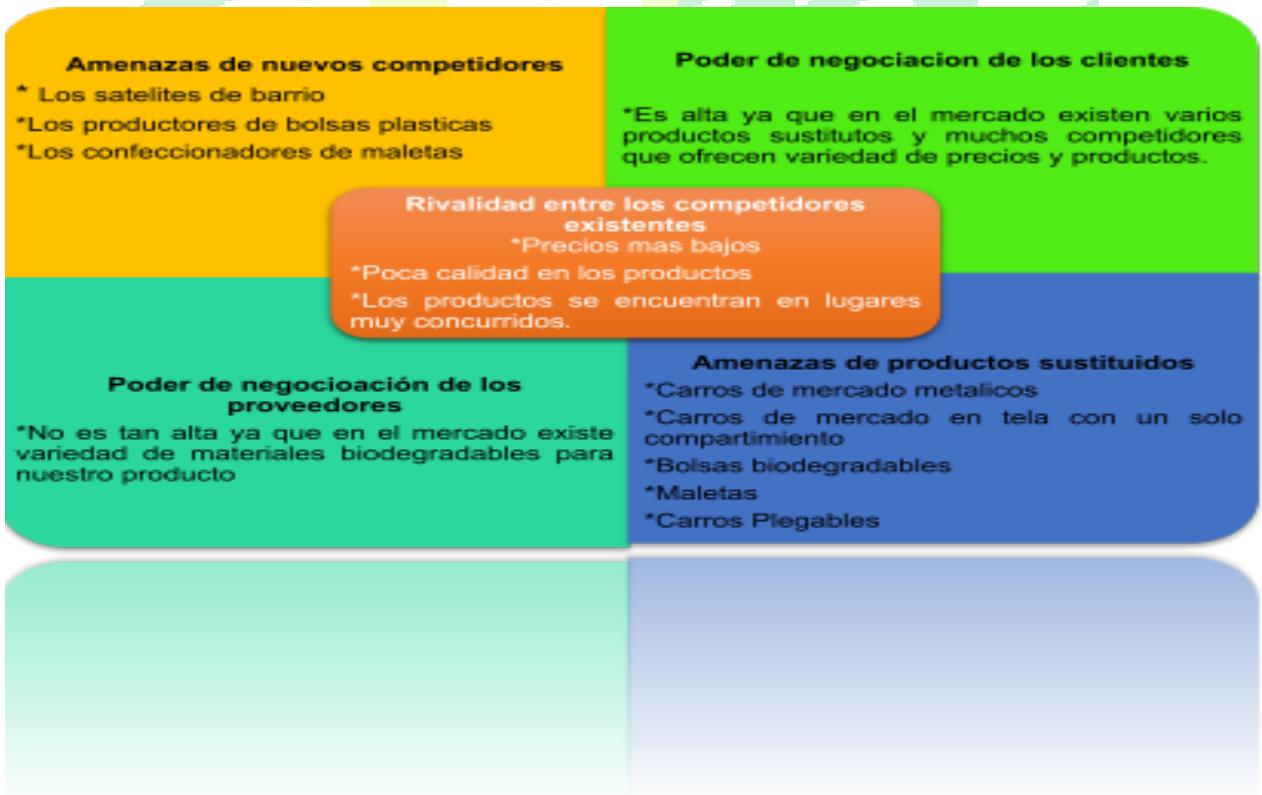 Amenazas de nuevos competidores
* Los satelites de barrio
*Los productores de bolsas plasticas
*Los confeccionadores de maletas
Poder de negociacion de los clientes
*Es alta ya que en el mercado existen varios
productos sustitutos y muchos competidores
que ofrecen variedad de precios y productos.
Rivalidad entre los competidores
existentes
*Precios mas bajos
*Poca calidad en los productos
*Los productos se encuentran en lugares
muy concurridos.
Poder de negocioación de los
proveedores
*No es tan alta ya que en el mercado existe
variedad de materiales biodegradables para
nuestro producto
Amenazas de productos sustituidos
*Carros de mercado metalicos
*Carros de mercado en tela con un solo
compartimiento
*Bolsas biodegradables
*Maletas
*Carros Plegables